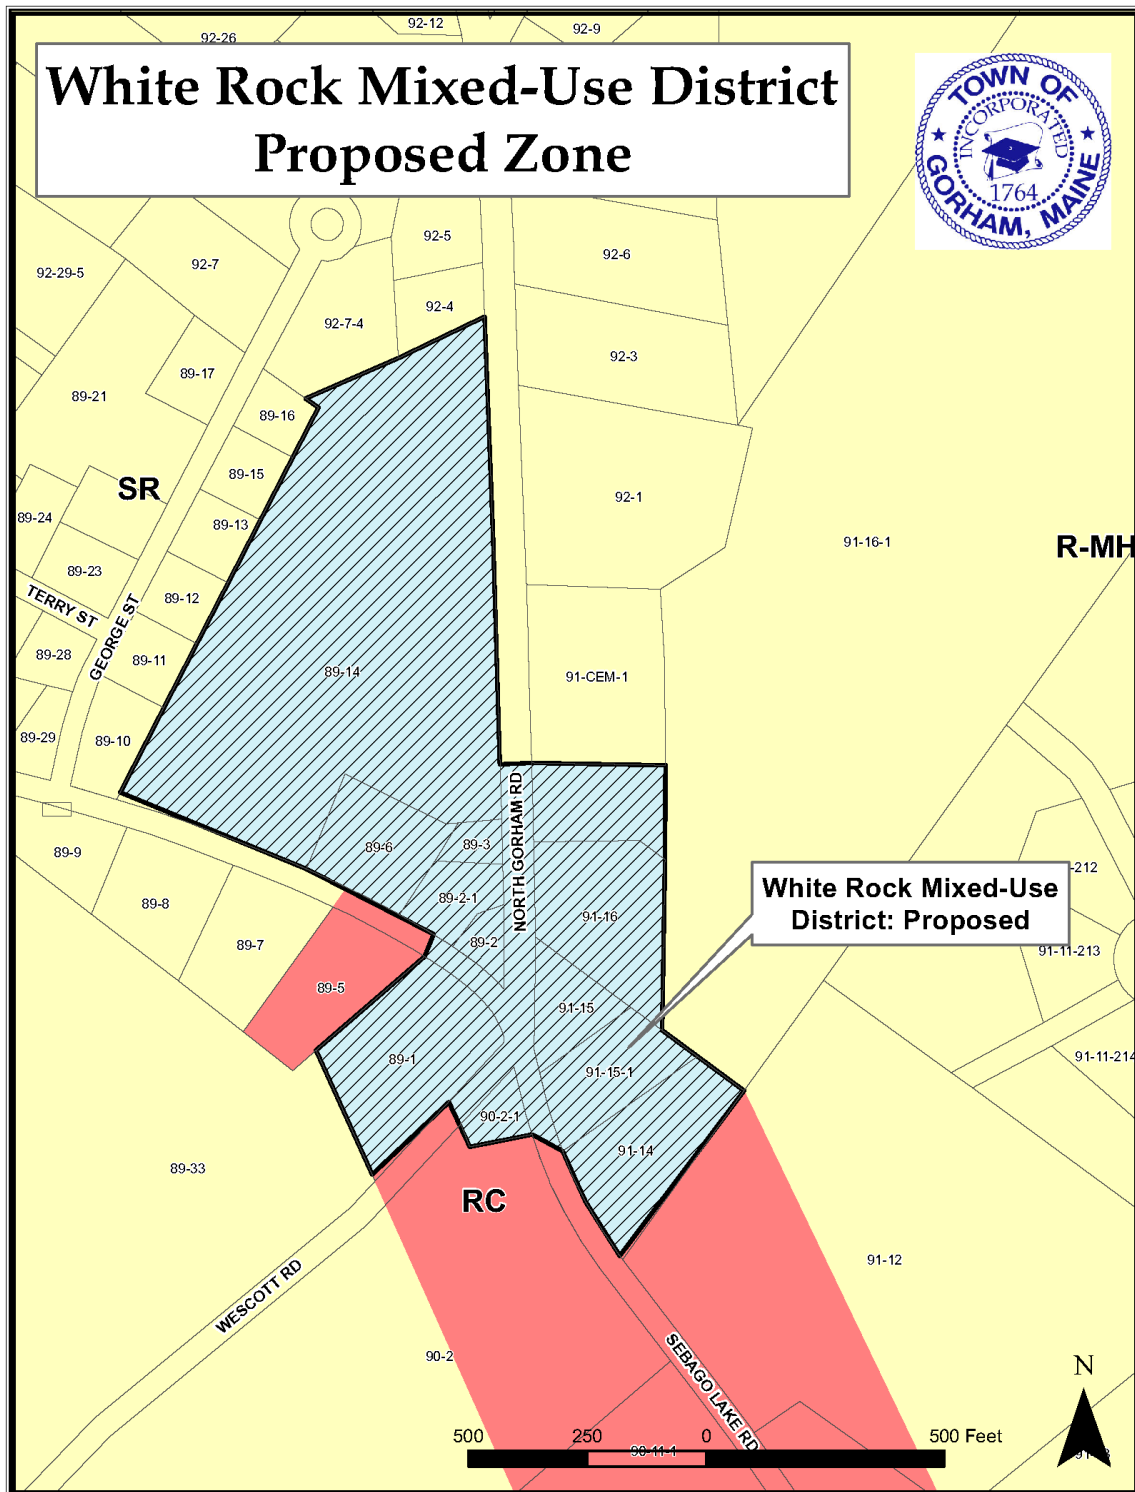 92-12
92-9
92-26
White Rock Mixed-Use District
Proposed Zone
TOWN OF
GORHAM, MAINE
INCORPORATED
1764
92-5
92-6
92-7
92-29-5
92-4
92-7-4
92-3
89-17
89-21
89-16
89-15
SR
92-1
89-24
89-13
91-16-1
R-MH
89-23
TERRY ST
89-12
GEORGE ST
89-28
89-11
89-14
91-CEM-1
89-29
89-10
NORTH GORHAM RD
89-9
89-6
89-3
-212
White Rock Mixed-Use
District: Proposed
89-8
89-2-1
91-16
89-7
89-2
91-11-213
89-5
91-15
89-1
91-15-1
91-11-214
90-2-1
91-14
89-33
RC
91-12
WESCOTT RD
90-2
SEBAGO LAKE RD
N
500
250
0
500 Feet
90-11-1